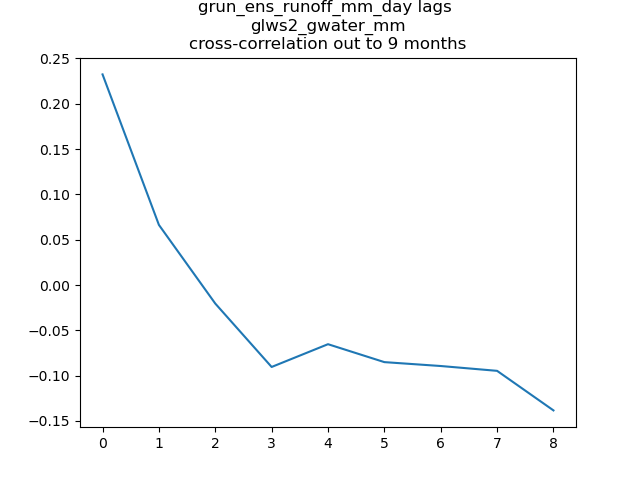 grun_ens_runoff_mm_day lags
glws2_gwater_mm
cross-correlation out to 9 months
0.25
0.20
0.15
0.10
0.05
0.00
−0.05
−0.10
−0.15
0 1 2 3 4 5 6 7 8